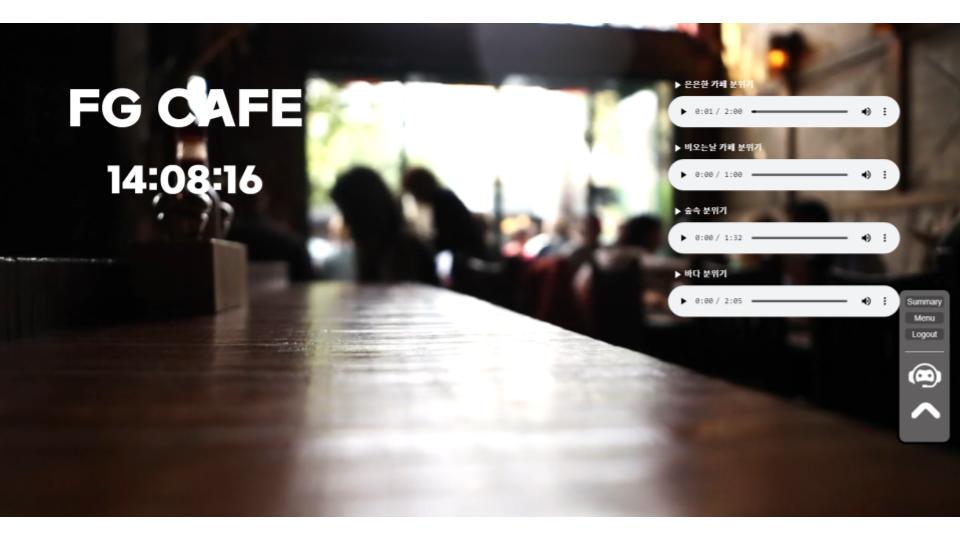 FG CAFE
14:08:16
▶ 은은한 카페 분위기
0:01 / 2:00
▶ 비오는날 카페 분위기
0:00 / 1:00
▶ 숲속 분위기
0:00 / 1:32
▶ 바다 분위기
0:00 / 2:05
Summary
Menu
Logout